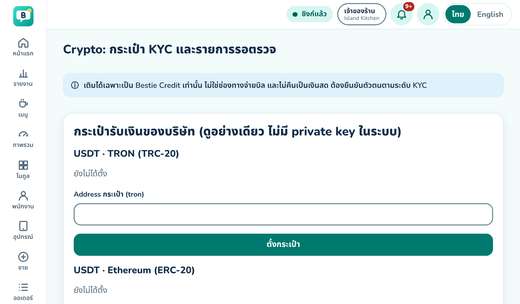 B
ซิงก์แล้ว
เจ้าของร้าน
Island Kitchen
9+
ไทย
English
หน้าแรก
รายงาน
เมนู
ภาพรวม
โมดูล
พนักงาน
อุปกรณ์
ขาย
ออเดอร์
Crypto: กระเป๋า KYC และรายการรอตรวจ
เติมได้เฉพาะเป็น Bestie Credit เท่านั้น ไม่ใช่ช่องทางจ่ายบิล และไม่คืนเป็นเงินสด ต้องยืนยันตัวตนตามระดับ KYC
กระเป๋ารับเงินของบริษัท (ดูอย่างเดียว ไม่มี private key ในระบบ)
USDT · TRON (TRC-20)
ยังไม่ได้ตั้ง
Address กระเป๋า (tron)
ตั้งกระเป๋า
USDT · Ethereum (ERC-20)
ยังไม่ได้ตั้ง